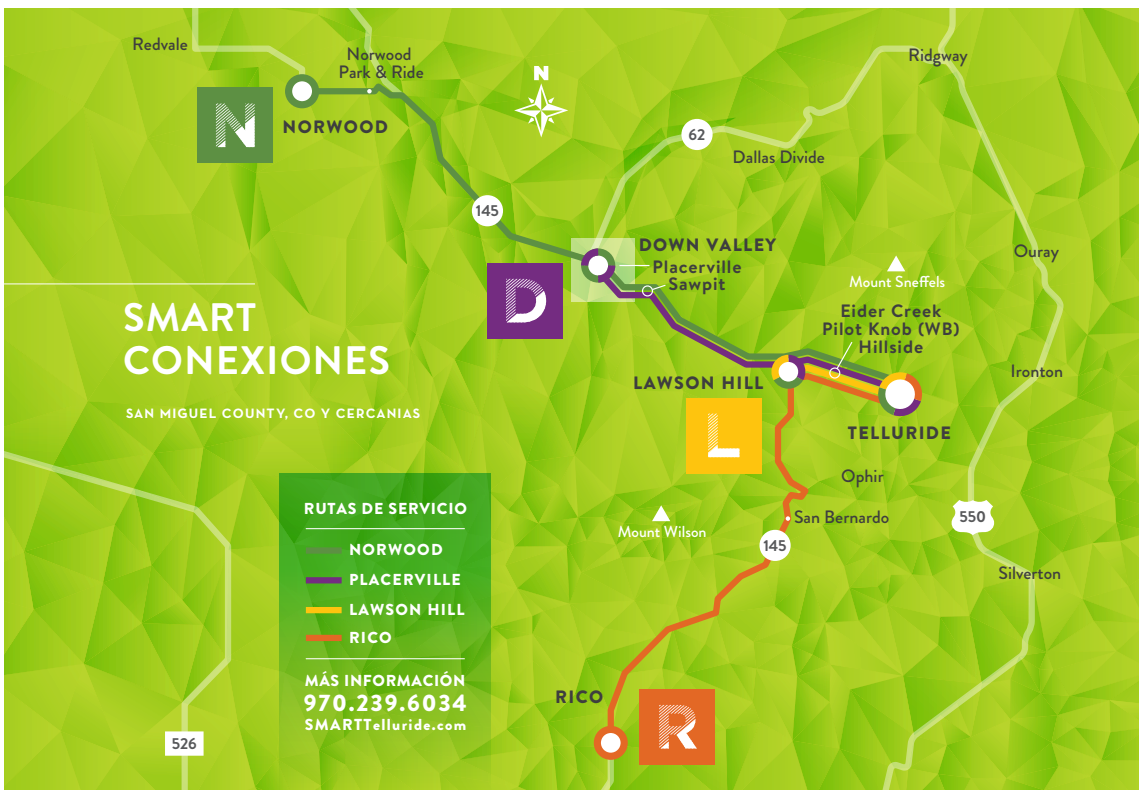 Redvale
Norwood
Park & Ride
N
NORWOOD
N
Ridgway
62
Dallas Divide
145
DOWN VALLEY
Placerville
Sawpit
D
Ouray
Mount Sneffels
SMART
CONEXIONES
SAN MIGUEL COUNTY, CO Y CERCANIAS
Eider Creek
Pilot Knob (WB)
Hillside
Ironton
LAWSON HILL
TELLURIDE
L
Ophir
San Bernardo
Mount Wilson
145
550
Silverton
RUTAS DE SERVICIO
NORWOOD
PLACERVILLE
LAWSON HILL
RICO
MÁS INFORMACIÓN
970.239.6034
SMARTTelluride.com
RICO
R
526